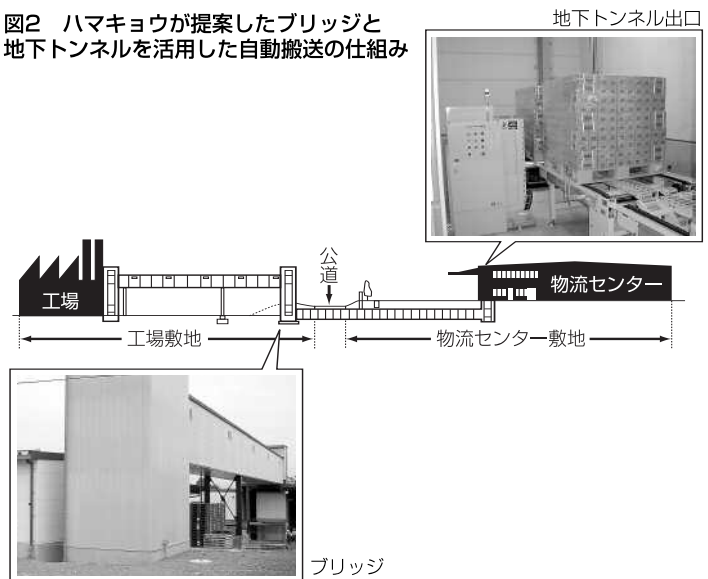 図2　ハマキョウが提案したブリッジと
地下トンネルを活用した自動搬送の仕組み
地下トンネル出口
公道
工場
物流センター
工場敷地
物流センター敷地
ブリッジ